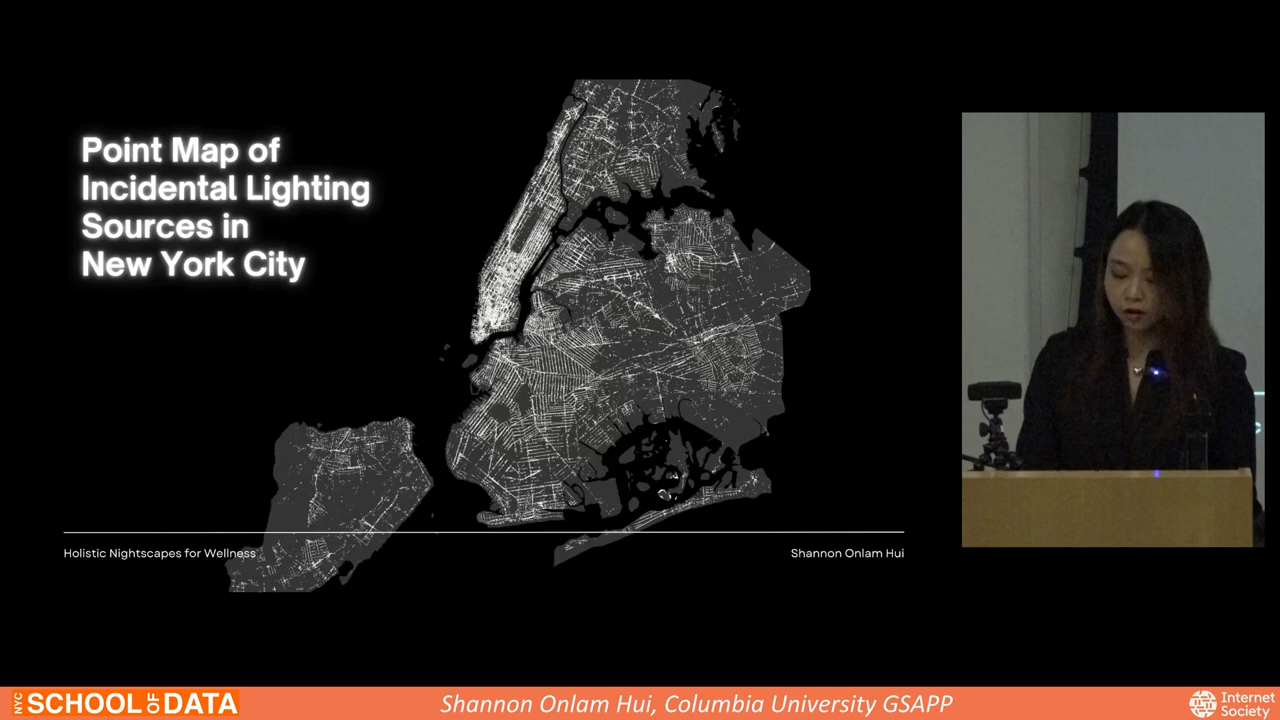 Point Map of
Incidental Lighting
Sources in
New York City
Holistic Nightscapes for Wellness
Shannon Onlam Hui
NYC SCHOOL OF DATA
Shannon Onlam Hui, Columbia University GSAPP
Internet
Society